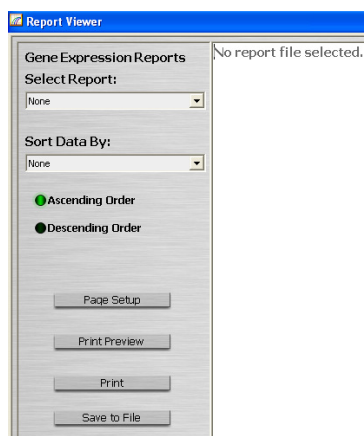 Report Viewer
Gene Expression Reports
Select Report:
None
Sort Data By:
None
Ascending Order
Descending Order
Page Setup
Print Preview
Print
Save to File
No report file selected.